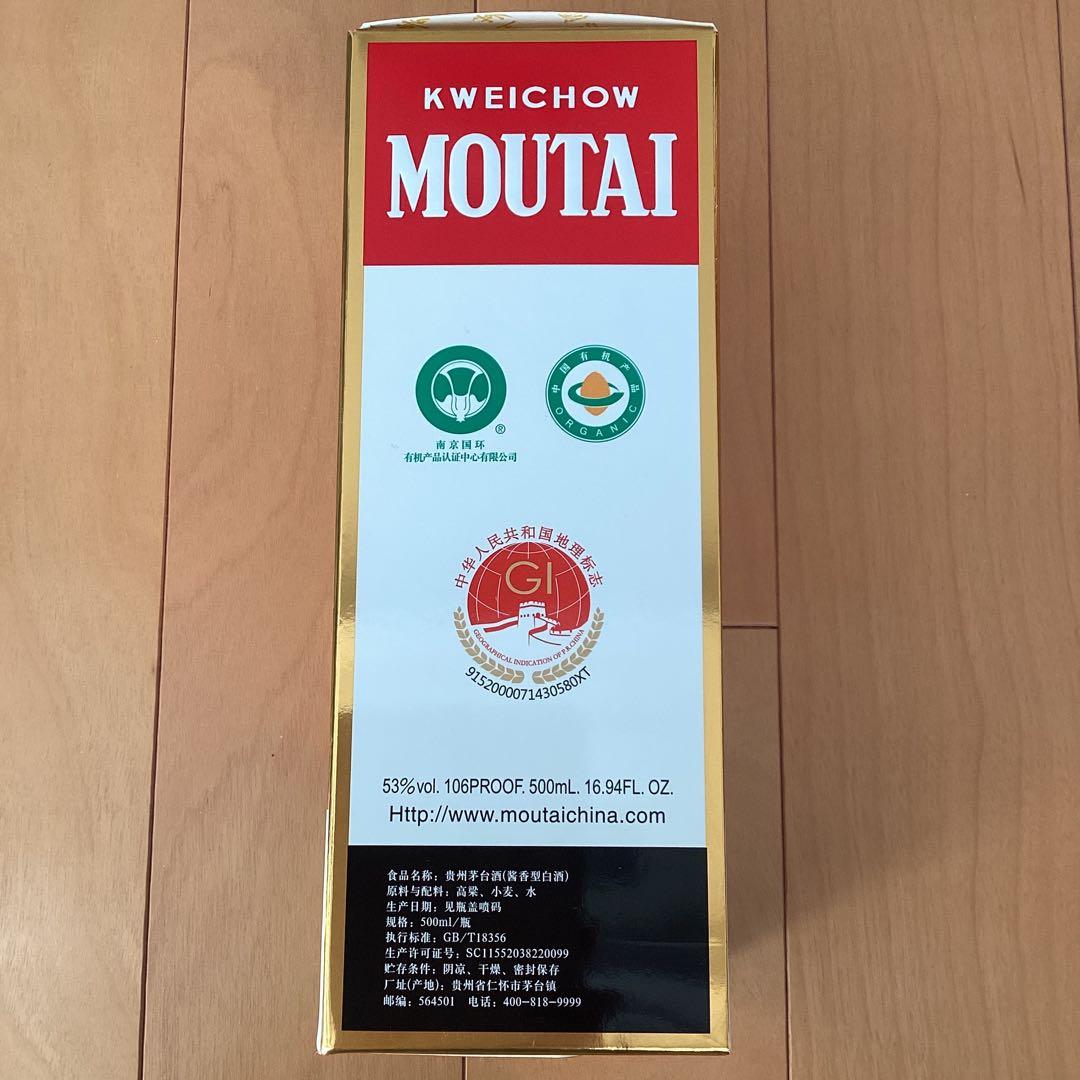 KWEICHOW
MOUTAI
®
南京国环
有机产品认证中心有限公司
中国有机产品
ORGANIC
中华人民共和国地理标志
GI
GEOGRAPHICAL INDICATION OF P.R.CHINA
9152000071430580XT
53%vol. 106PROOF. 500mL. 16.94FL. OZ.
Http://www.moutaichina.com
食品名称：贵州茅台酒(酱香型白酒)
原料与配料：高粱、小麦、水
生产日期：见瓶盖喷码
规格：500ml/瓶
执行标准：GB/T18356
生产许可证号：SC11552038220099
贮存条件：阴凉、干燥、密封保存
厂址(产地)：贵州省仁怀市茅台镇
邮编：564501 电话：400-818-9999